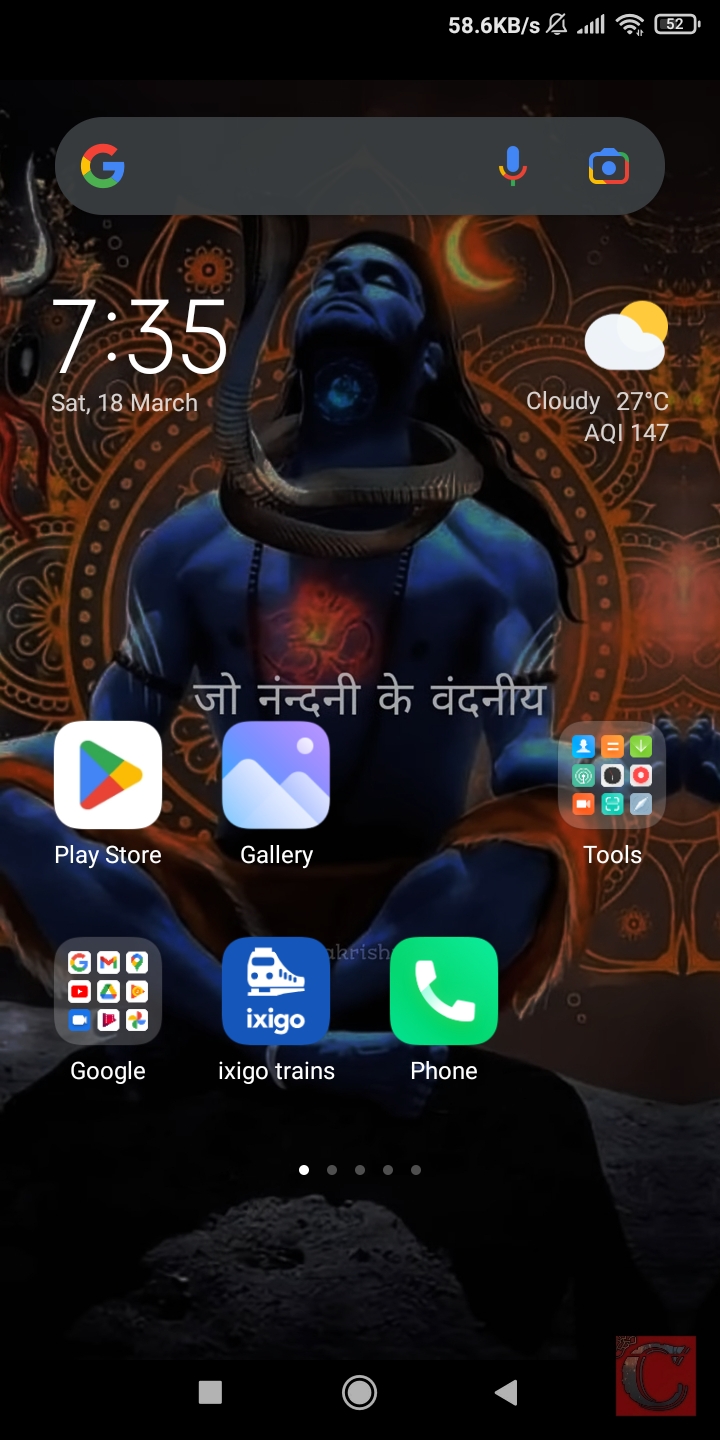 58.6KB/s 52
7:35
Sat, 18 March
Cloudy 27°C
AQI 147
जो नंन्दनी के वंदनीय
Play Store Gallery Tools
akrish
ixigo
Google ixigo trains Phone
C